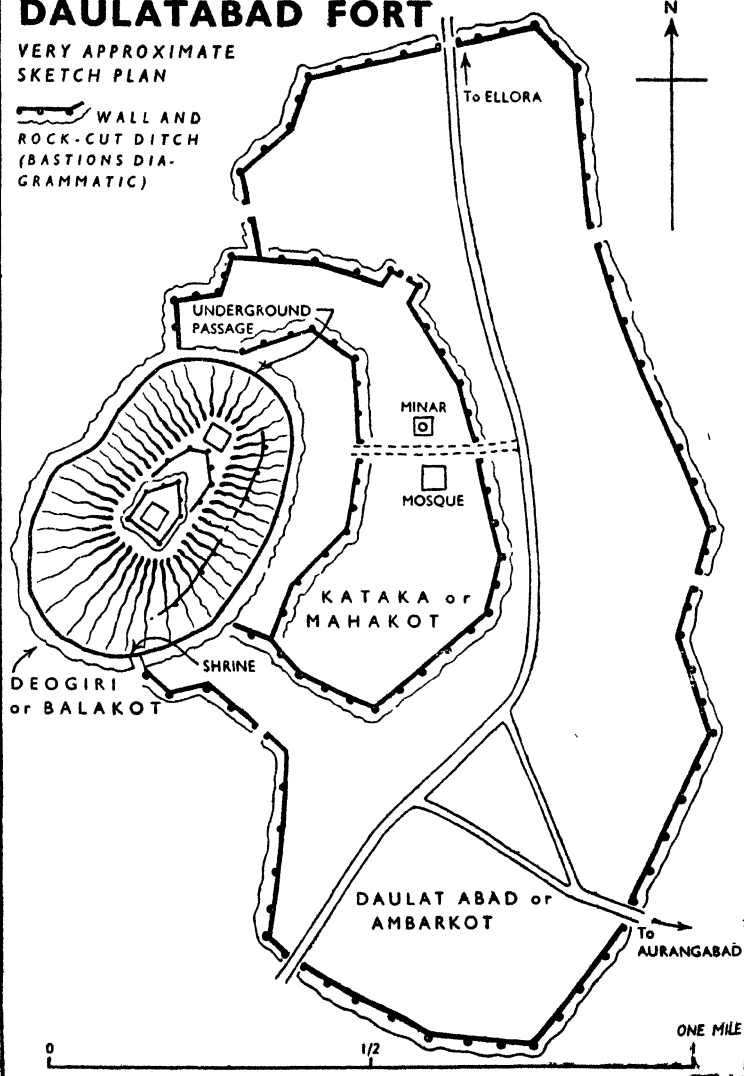 DAULATABAD FORT
VERY APPROXIMATE
SKETCH PLAN
WALL AND
ROCK-CUT DITCH
(BASTIONS DIA-
GRAMMATIC)
N
To ELLORA
UNDERGROUND
PASSAGE
MINAR
MOSQUE
KATAKA or
MAHAKOT
SHRINE
DEOGIRI
or BALAKOT
DAULAT ABAD or
AMBARKOT
To
AURANGABAD
ONE MILE
0 1/2 1